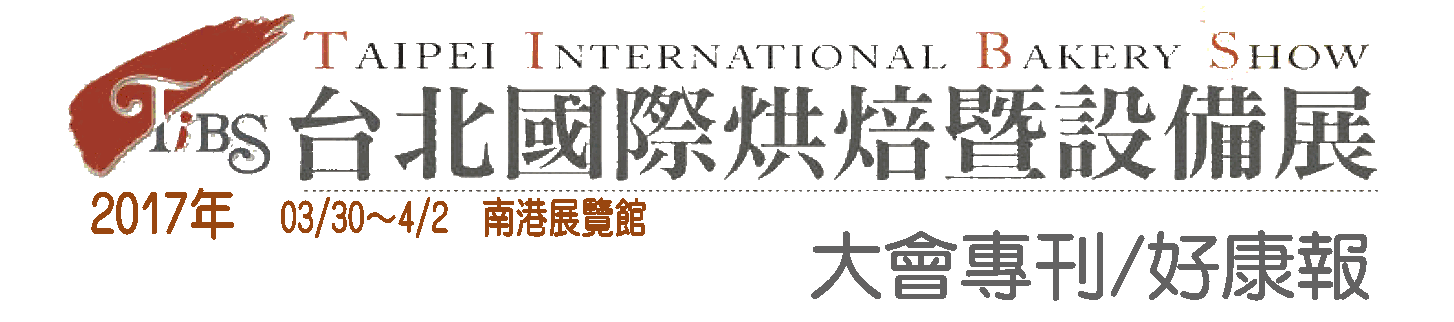 TAIPEI INTERNATIONAL BAKERY SHOW
TiBS 台北國際烘焙暨設備展
2017年 03/30～4/2 南港展覽館
大會專刊/好康報